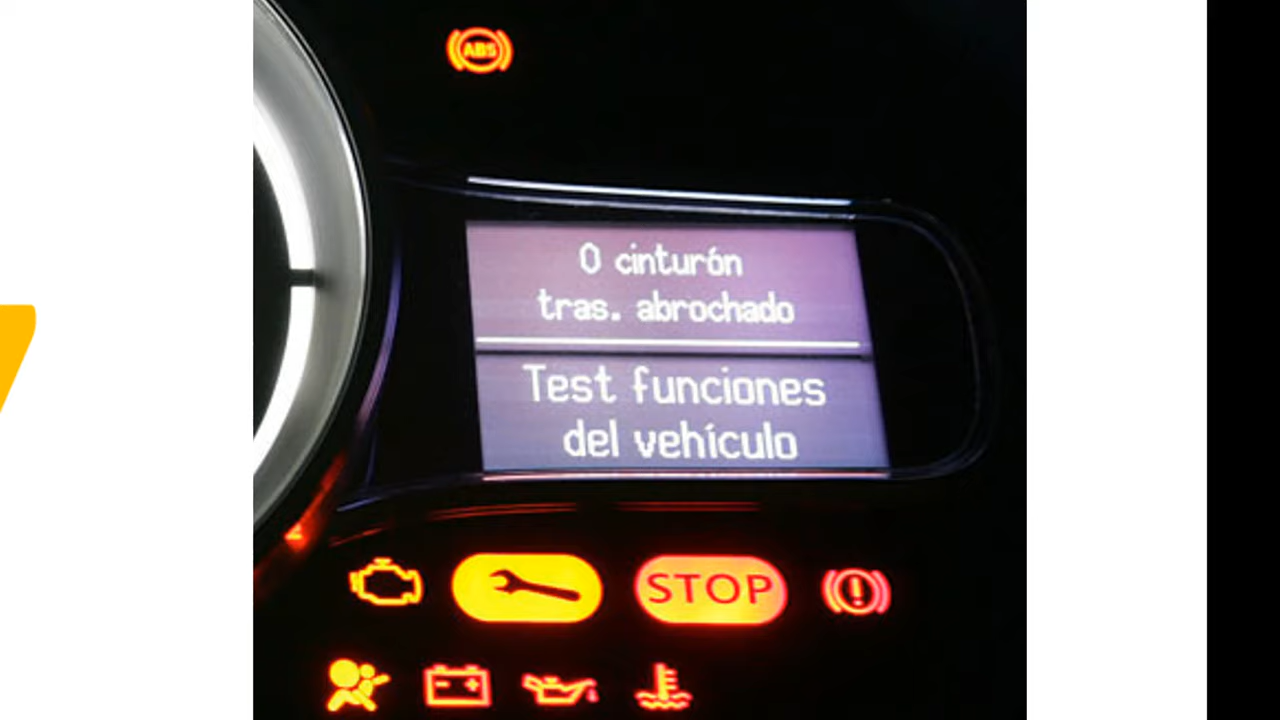 ABS
0 cinturón
tras. abrochado
Test funciones
del vehículo
STOP